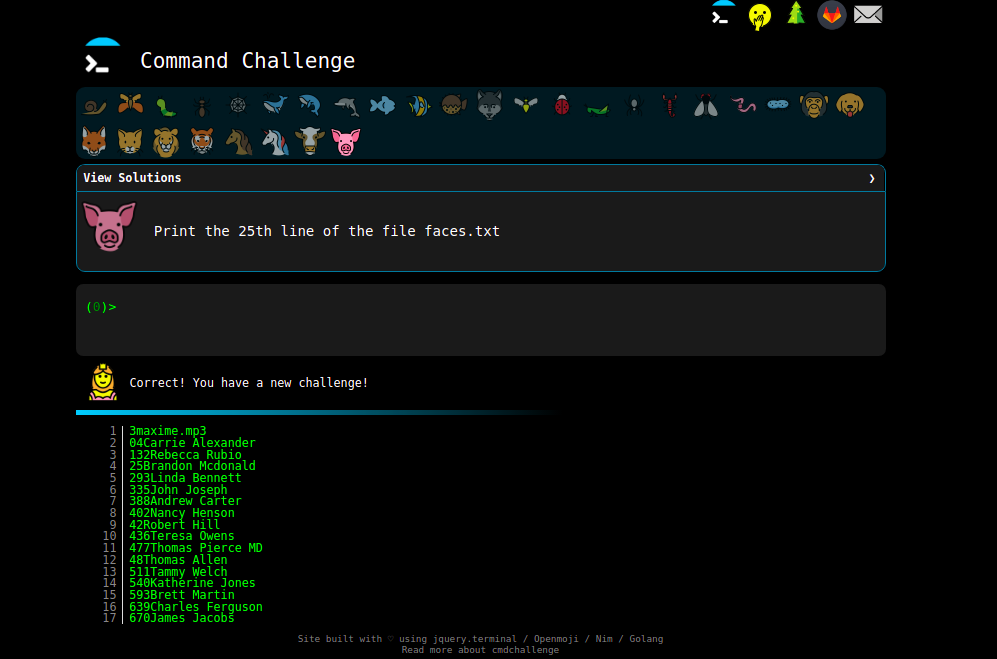 Command Challenge
View Solutions ❯
Print the 25th line of the file faces.txt
(0)>
Correct! You have a new challenge!
1 3maxime.mp3
2 04Carrie Alexander
3 132Rebecca Rubio
4 25Brandon Mcdonald
5 293Linda Bennett
6 335John Joseph
7 388Andrew Carter
8 402Nancy Henson
9 42Robert Hill
10 436Teresa Owens
11 477Thomas Pierce MD
12 48Thomas Allen
13 511Tammy Welch
14 540Katherine Jones
15 593Brett Martin
16 639Charles Ferguson
17 670James Jacobs
Site built with ♡ using jquery.terminal / Openmoji / Nim / Golang
Read more about cmdchallenge